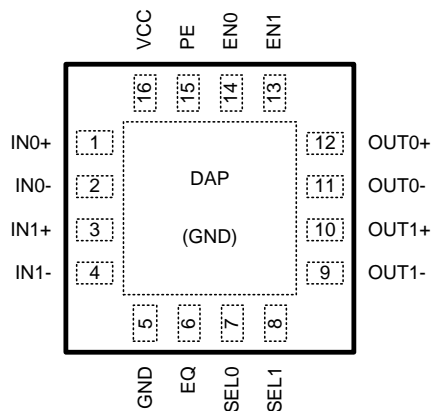 VCC PE EN0 EN1
16 15 14 13
IN0+ 1 12 OUT0+
IN0- 2 DAP 11 OUT0-
IN1+ 3 (GND) 10 OUT1+
IN1- 4 9 OUT1-
5 6 7 8
GND EQ SEL0 SEL1